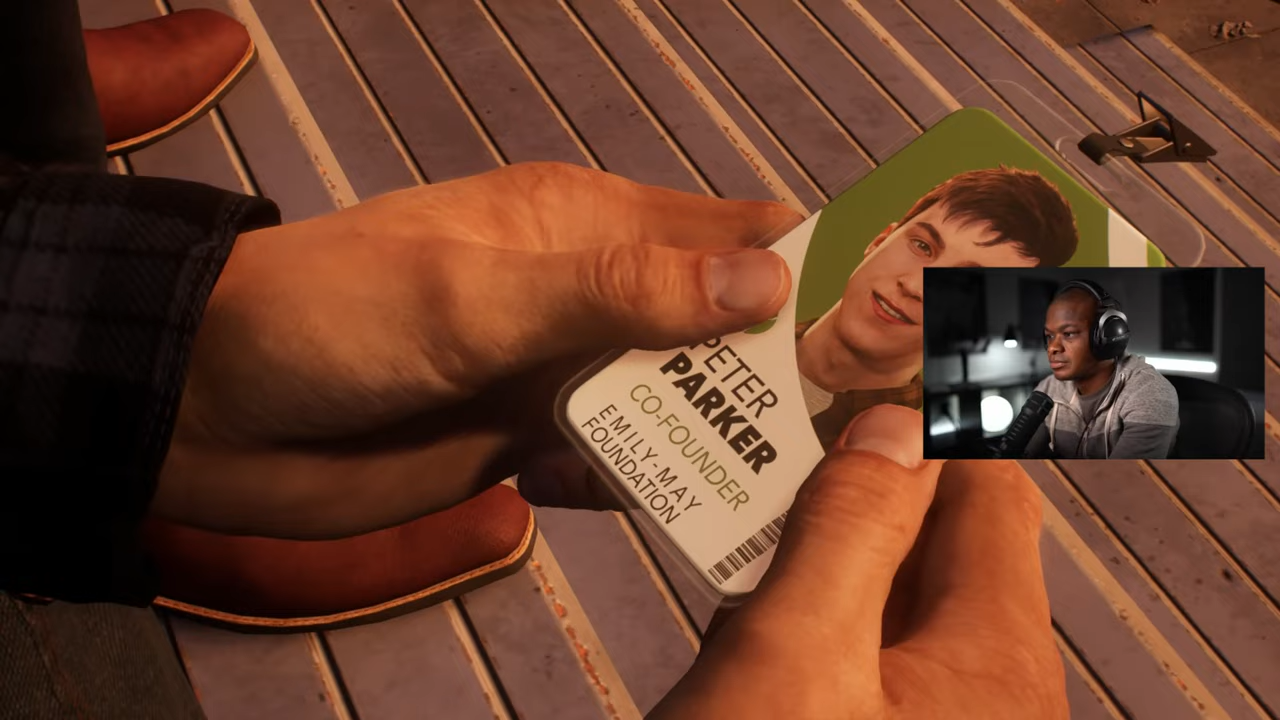 PETER
PARKER
CO-FOUNDER
EMILY-MAY
FOUNDATION